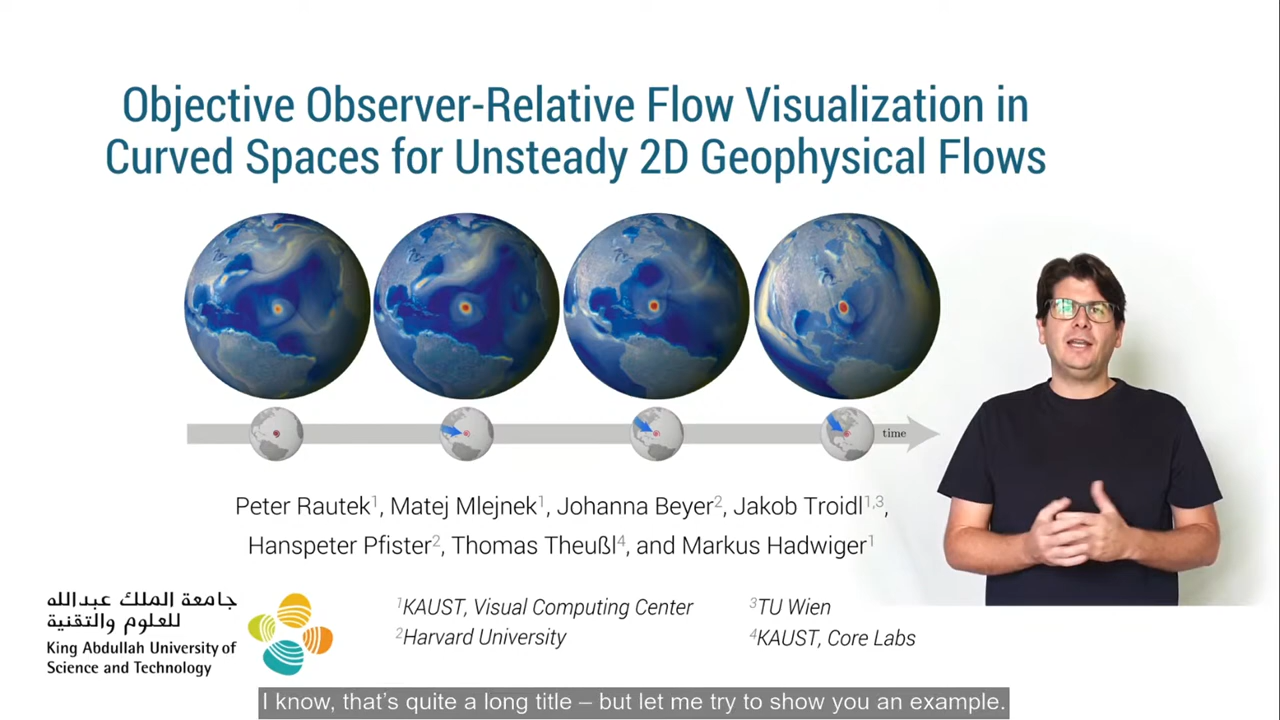 Objective Observer-Relative Flow Visualization in
Curved Spaces for Unsteady 2D Geophysical Flows
time
Peter Rautek¹, Matej Mlejnek¹, Johanna Beyer², Jakob Troidl¹,³,
Hanspeter Pfister², Thomas Theußl⁴, and Markus Hadwiger¹
جامعة الملك عبدالله
للعلوم والتقنية
King Abdullah University of
Science and Technology
¹KAUST, Visual Computing Center
²Harvard University
³TU Wien
⁴KAUST, Core Labs
I know, that's quite a long title – but let me try to show you an example.